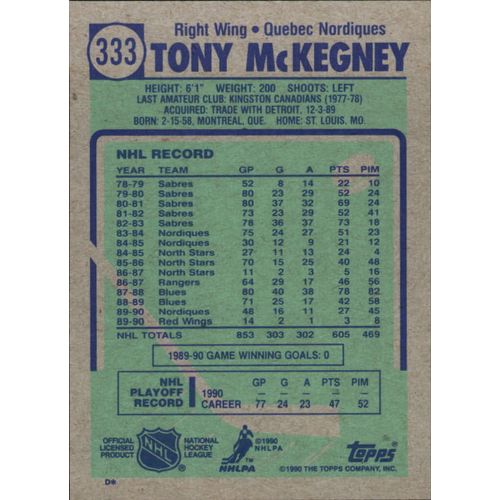 333
Right Wing • Quebec Nordiques
TONY McKEGNEY
HEIGHT: 6'1" WEIGHT: 200 SHOOTS: LEFT
LAST AMATEUR CLUB: KINGSTON CANADIANS (1977-78)
ACQUIRED: TRADE WITH DETROIT, 12-3-89
BORN: 2-15-58, MONTREAL, QUE. HOME: ST. LOUIS, MO.
NHL RECORD
YEAR TEAM GP G A PTS PIM
78-79 Sabres 52 8 14 22 10
79-80 Sabres 80 23 29 52 24
80-81 Sabres 80 37 32 69 24
81-82 Sabres 73 23 29 52 41
82-83 Sabres 78 36 37 73 18
83-84 Nordiques 75 24 27 51 23
84-85 Nordiques 30 12 9 21 12
84-85 North Stars 27 11 13 24 4
85-86 North Stars 70 15 25 40 48
86-87 North Stars 11 2 3 5 16
86-87 Rangers 64 29 17 46 56
87-88 Blues 80 40 38 78 82
88-89 Blues 71 25 17 42 58
89-90 Nordiques 48 16 11 27 45
89-90 Red Wings 14 2 1 3 8
NHL TOTALS 853 303 302 605 469
1989-90 GAME WINNING GOALS: 0
NHL PLAYOFF RECORD
GP G A PTS PIM
1990
CAREER 77 24 23 47 52
OFFICIAL LICENSED PRODUCT
NHL
NATIONAL HOCKEY LEAGUE
©1990 NHLPA
NHLPA
Topps
©1990 THE TOPPS COMPANY, INC.
D*